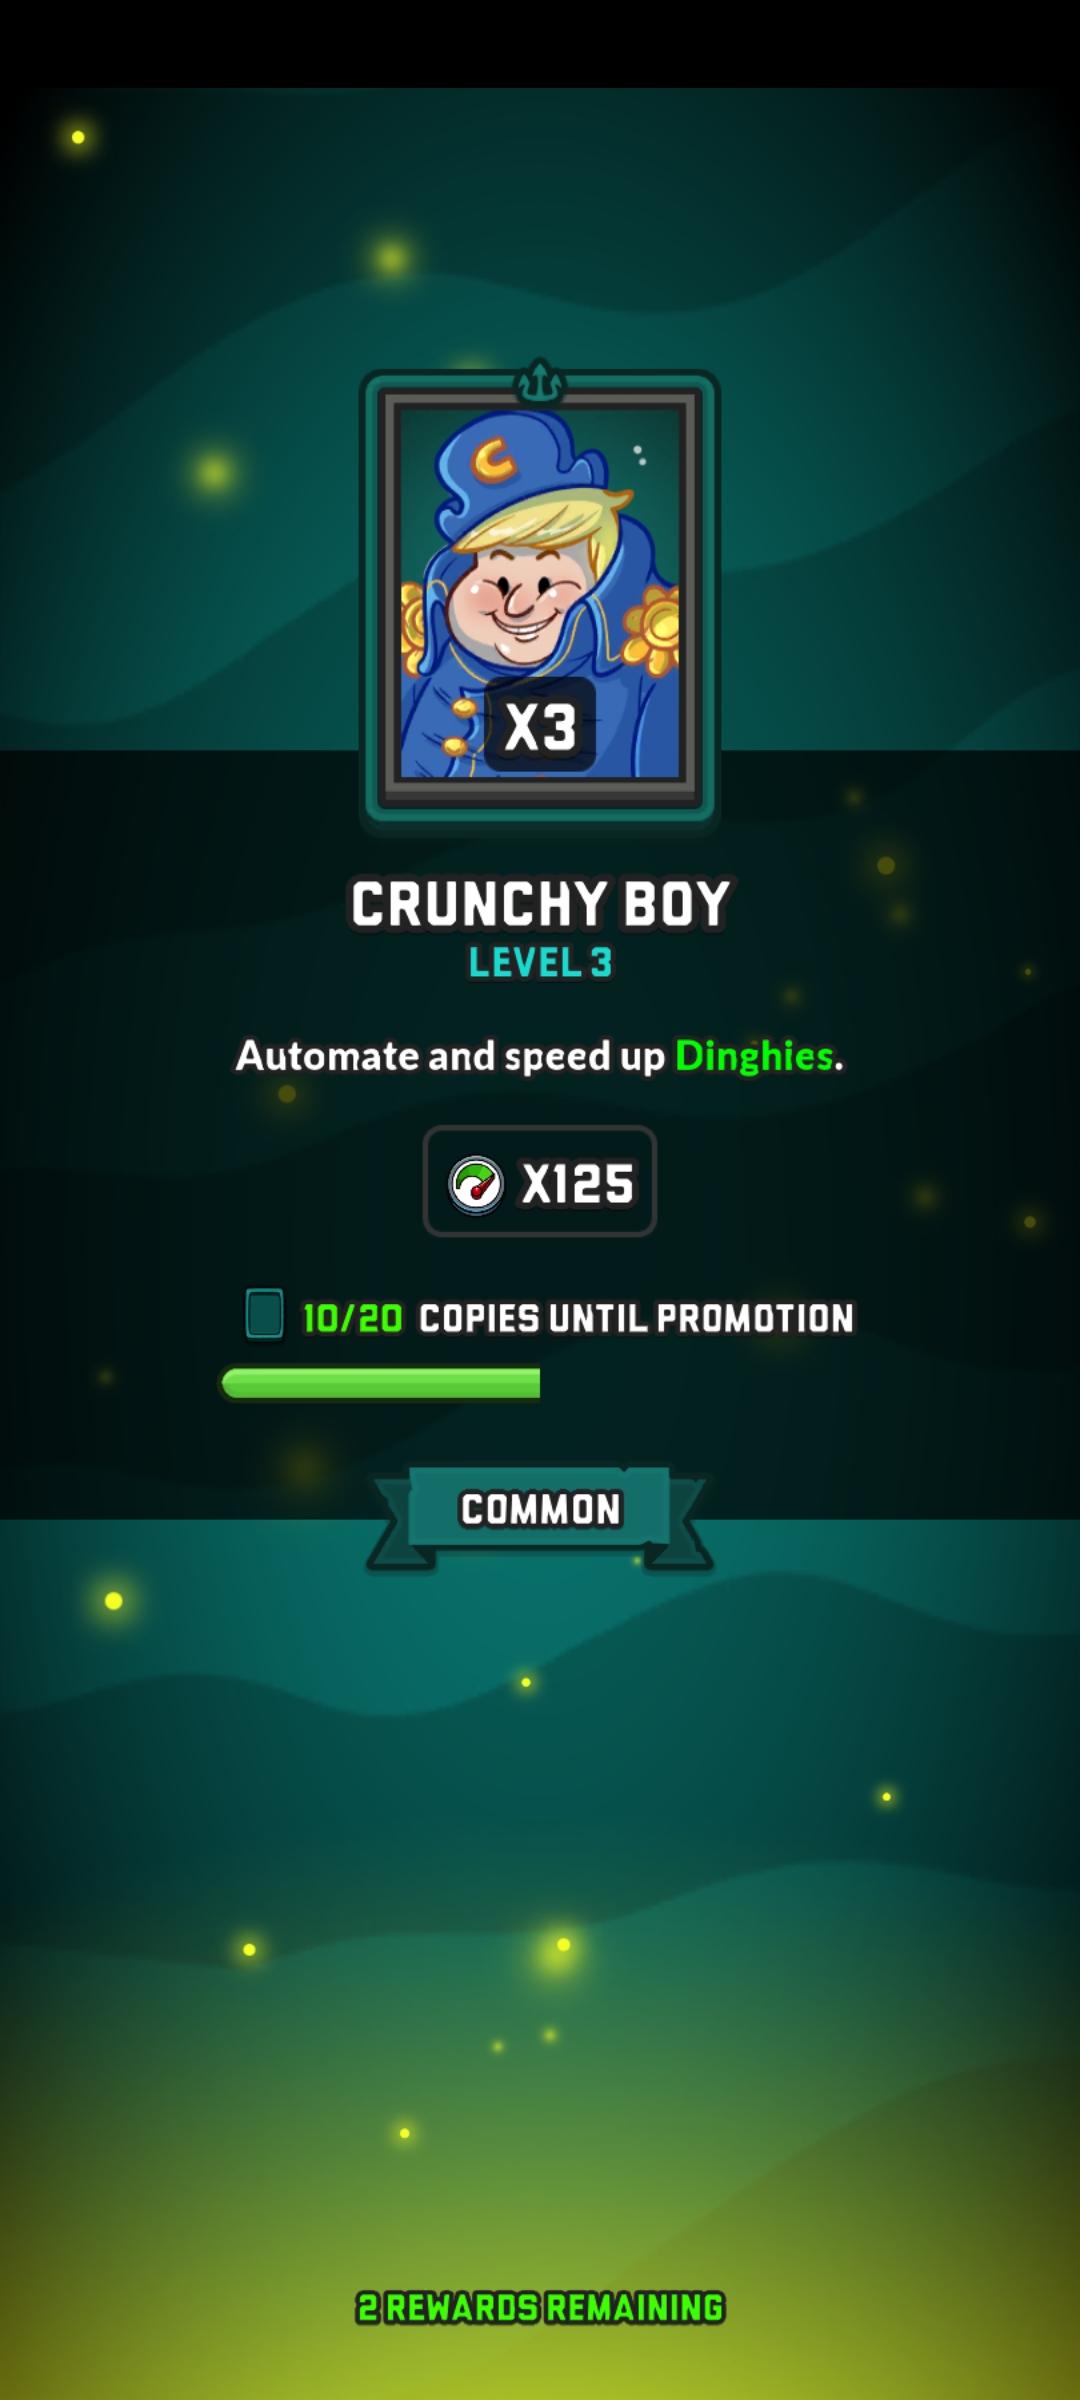 C
X3
CRUNCHY BOY
LEVEL 3
Automate and speed up Dinghies.
X125
10/20 COPIES UNTIL PROMOTION
COMMON
2 REWARDS REMAINING